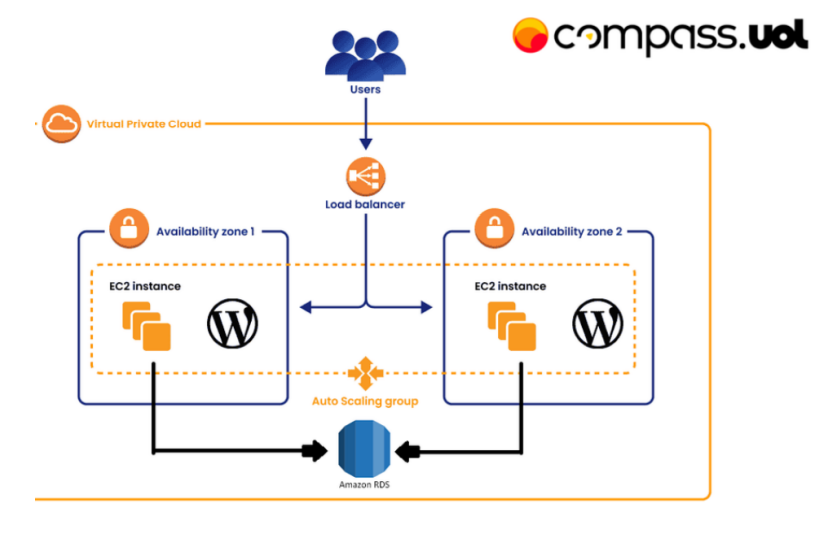 compass.uol
Users
Virtual Private Cloud
Load balancer
Availability zone 1
Availability zone 2
EC2 instance
EC2 instance
Auto Scaling group
Amazon RDS